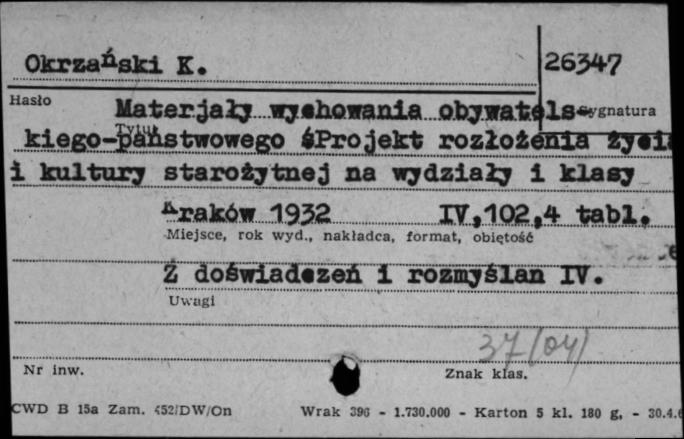 Okrzański K.
26347
Hasło
Sygnatura
Materjały wychowania obywatels-
Tytuł
kiego-państwowego śProjekt rozłożenia życia
i kultury starożytnej na wydziały i klasy
Kraków 1932 IV,102,4 tabl.
Miejsce, rok wyd., nakładca, format, objętość
Z doświadczeń i rozmyślan IV.
Uwagi
37(04)
Nr inw.
Znak klas.
CWD B 15a Zam. 452/DW/On Wrak 396 - 1.730.000 - Karton 5 kl. 180 g, - 30.4.6